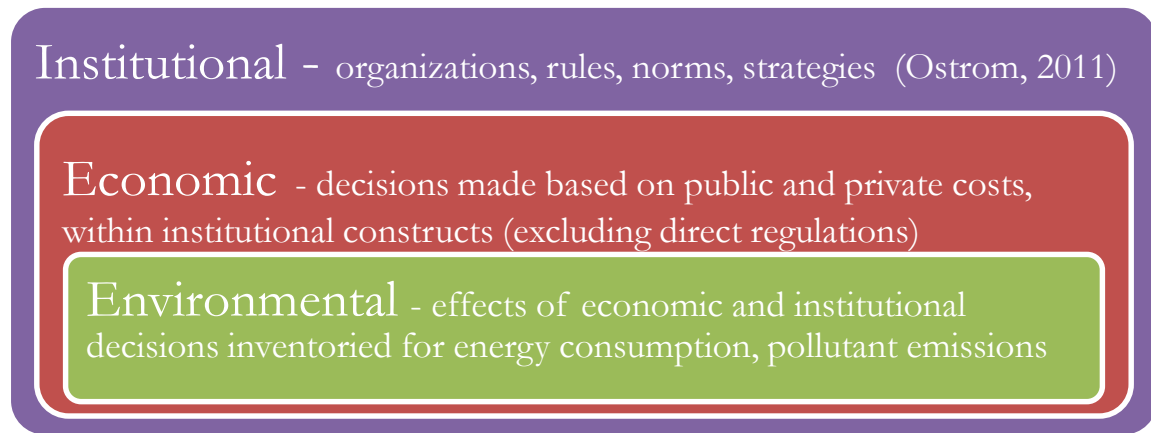 Institutional - organizations, rules, norms, strategies (Ostrom, 2011)
Economic - decisions made based on public and private costs,
within institutional constructs (excluding direct regulations)
Environmental - effects of economic and institutional
decisions inventoried for energy consumption, pollutant emissions